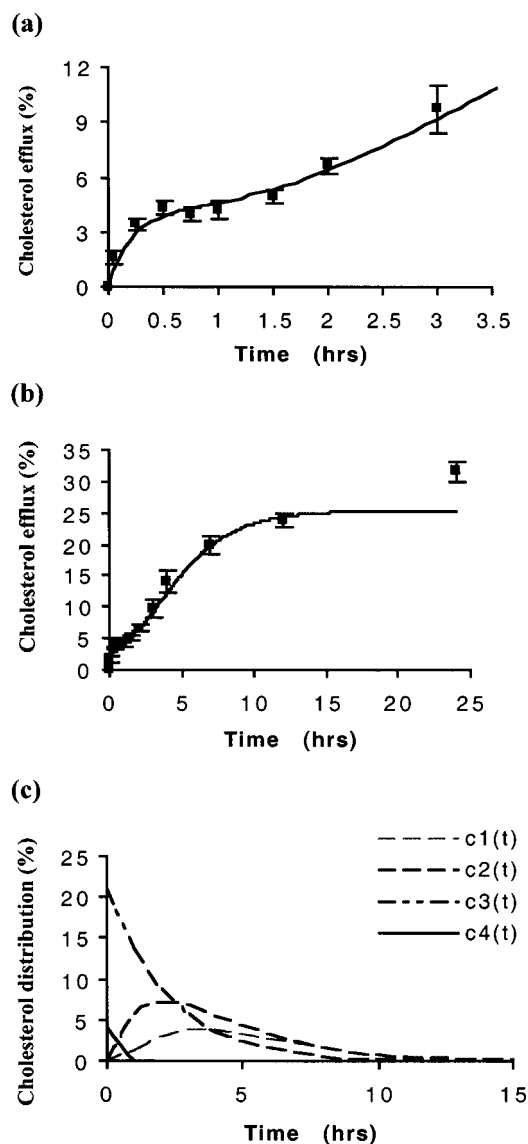 (a)
Cholesterol efflux (%)
12
9
6
3
0
0 0.5 1 1.5 2 2.5 3 3.5
Time (hrs)
(b)
Cholesterol efflux (%)
35
30
25
20
15
10
5
0
0 5 10 15 20 25
Time (hrs)
(c)
Cholesterol distribution (%)
25
20
15
10
5
0
c1(t)
c2(t)
c3(t)
c4(t)
0 5 10 15
Time (hrs)